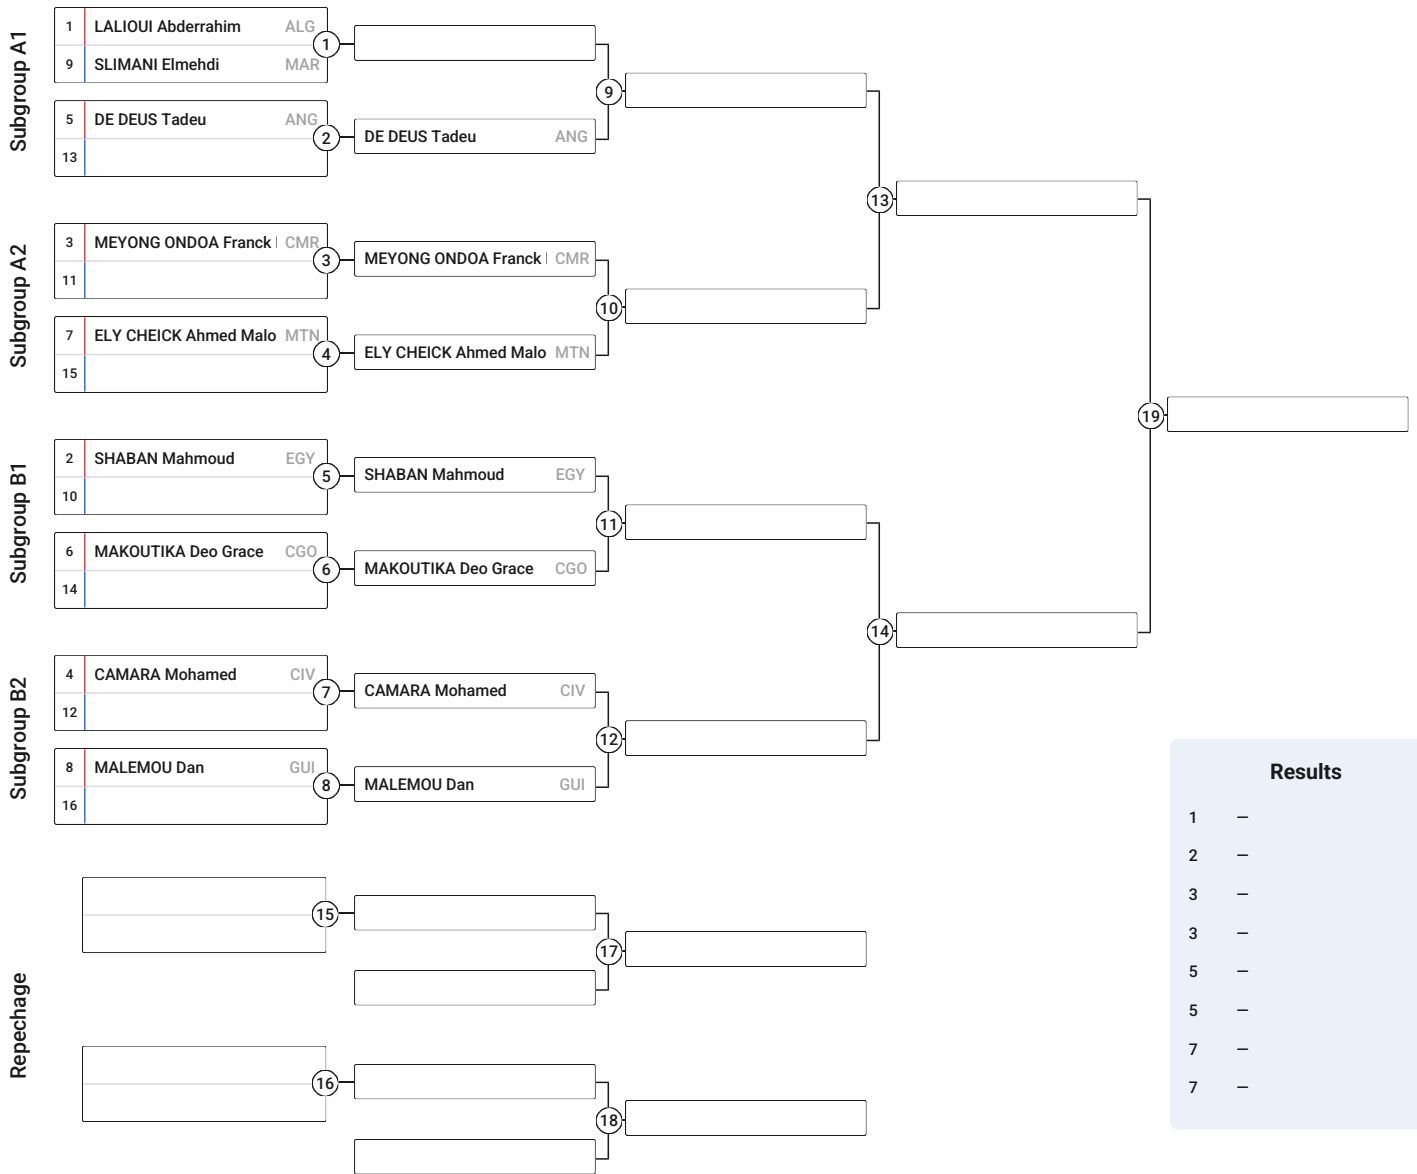 Subgroup A1
1 LALIOUI Abderrahim ALG
9 SLIMANI Elmehdi MAR
1
5 DE DEUS Tadeu ANG
13
2
DE DEUS Tadeu ANG
9
Subgroup A2
3 MEYONG ONDOA Franck CMR
11
3
MEYONG ONDOA Franck CMR
7 ELY CHEICK Ahmed Malo MTN
15
4
ELY CHEICK Ahmed Malo MTN
10
13
Subgroup B1
2 SHABAN Mahmoud EGY
10
5
SHABAN Mahmoud EGY
6 MAKOUTIKA Deo Grace CGO
14
6
MAKOUTIKA Deo Grace CGO
11
Subgroup B2
4 CAMARA Mohamed CIV
12
7
CAMARA Mohamed CIV
8 MALEMOU Dan GUI
16
8
MALEMOU Dan GUI
12
14
19
Repechage
15
17
16
18
Results
1 –
2 –
3 –
3 –
5 –
5 –
7 –
7 –